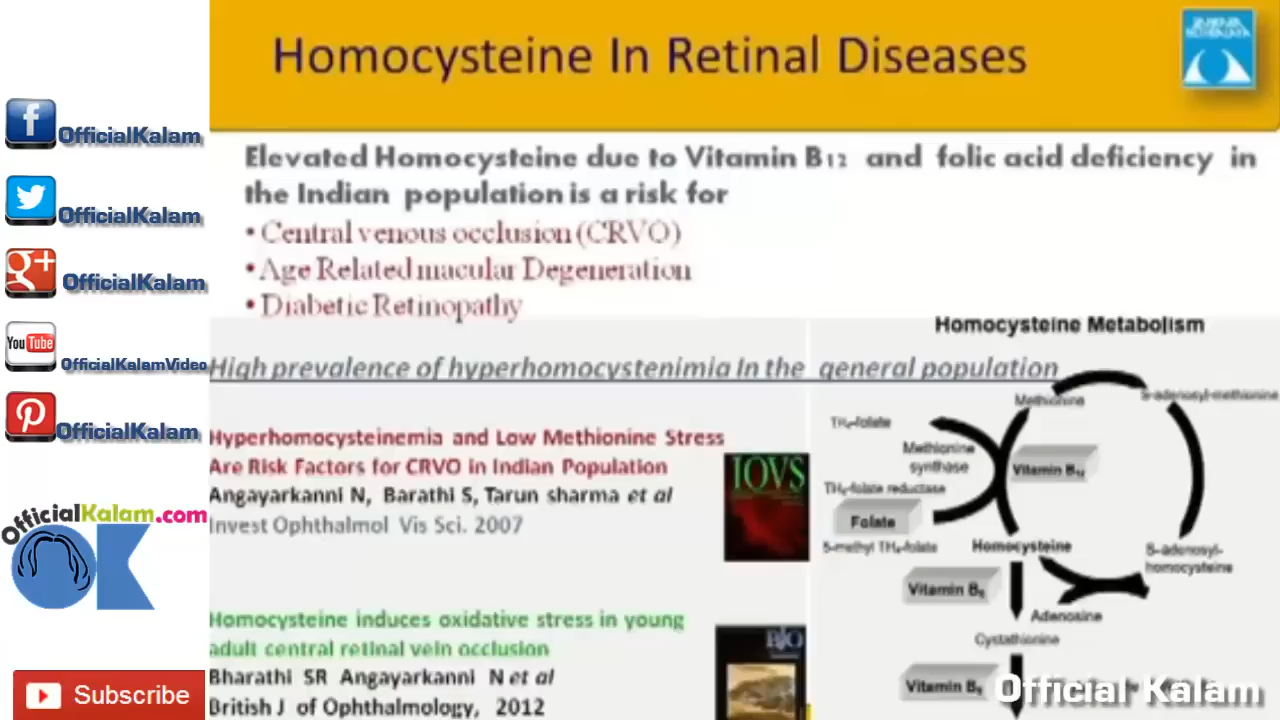 Homocysteine In Retinal Diseases
OfficialKalam
OfficialKalam
OfficialKalam
You Tube
OfficialKalamVideo
OfficialKalam
OfficialKalam.com
OK
Subscribe
Elevated Homocysteine due to Vitamin B12 and folic acid deficiency in
the Indian population is a risk for
• Central venous occlusion (CRVO)
• Age Related macular Degeneration
• Diabetic Retinopathy
High prevalence of hyperhomocystenimia In the general population
Hyperhomocysteinemia and Low Methionine Stress
Are Risk Factors for CRVO in Indian Population
Angayarkanni N, Barathi S, Tarun sharma et al
Invest Ophthalmol Vis Sci. 2007
IOVS
Homocysteine induces oxidative stress in young
adult central retinal vein occlusion
Bharathi SR Angayarkanni N et al
British J of Ophthalmology, 2012
BJO
Homocysteine Metabolism
Methionine
S-adenosyl-methionine
TH4-folate
Methionine
synthase
Vitamin B12
TH4-folate reductase
Folate
5-methyl TH4-folate
Homocysteine
S-adenosyl-
homocysteine
Vitamin B6
Adenosine
Cystathionine
Vitamin B6
Official Kalam